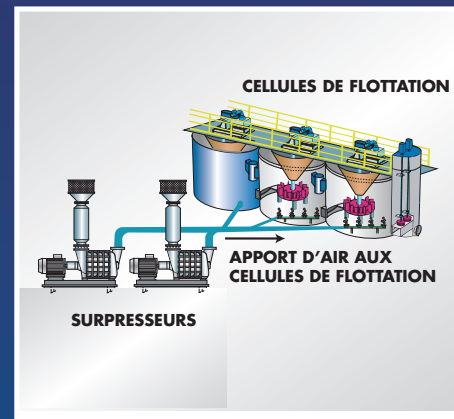 CELLULES DE FLOTTATION
APPORT D'AIR AUX
CELLULES DE FLOTTATION
SURPRESSEURS